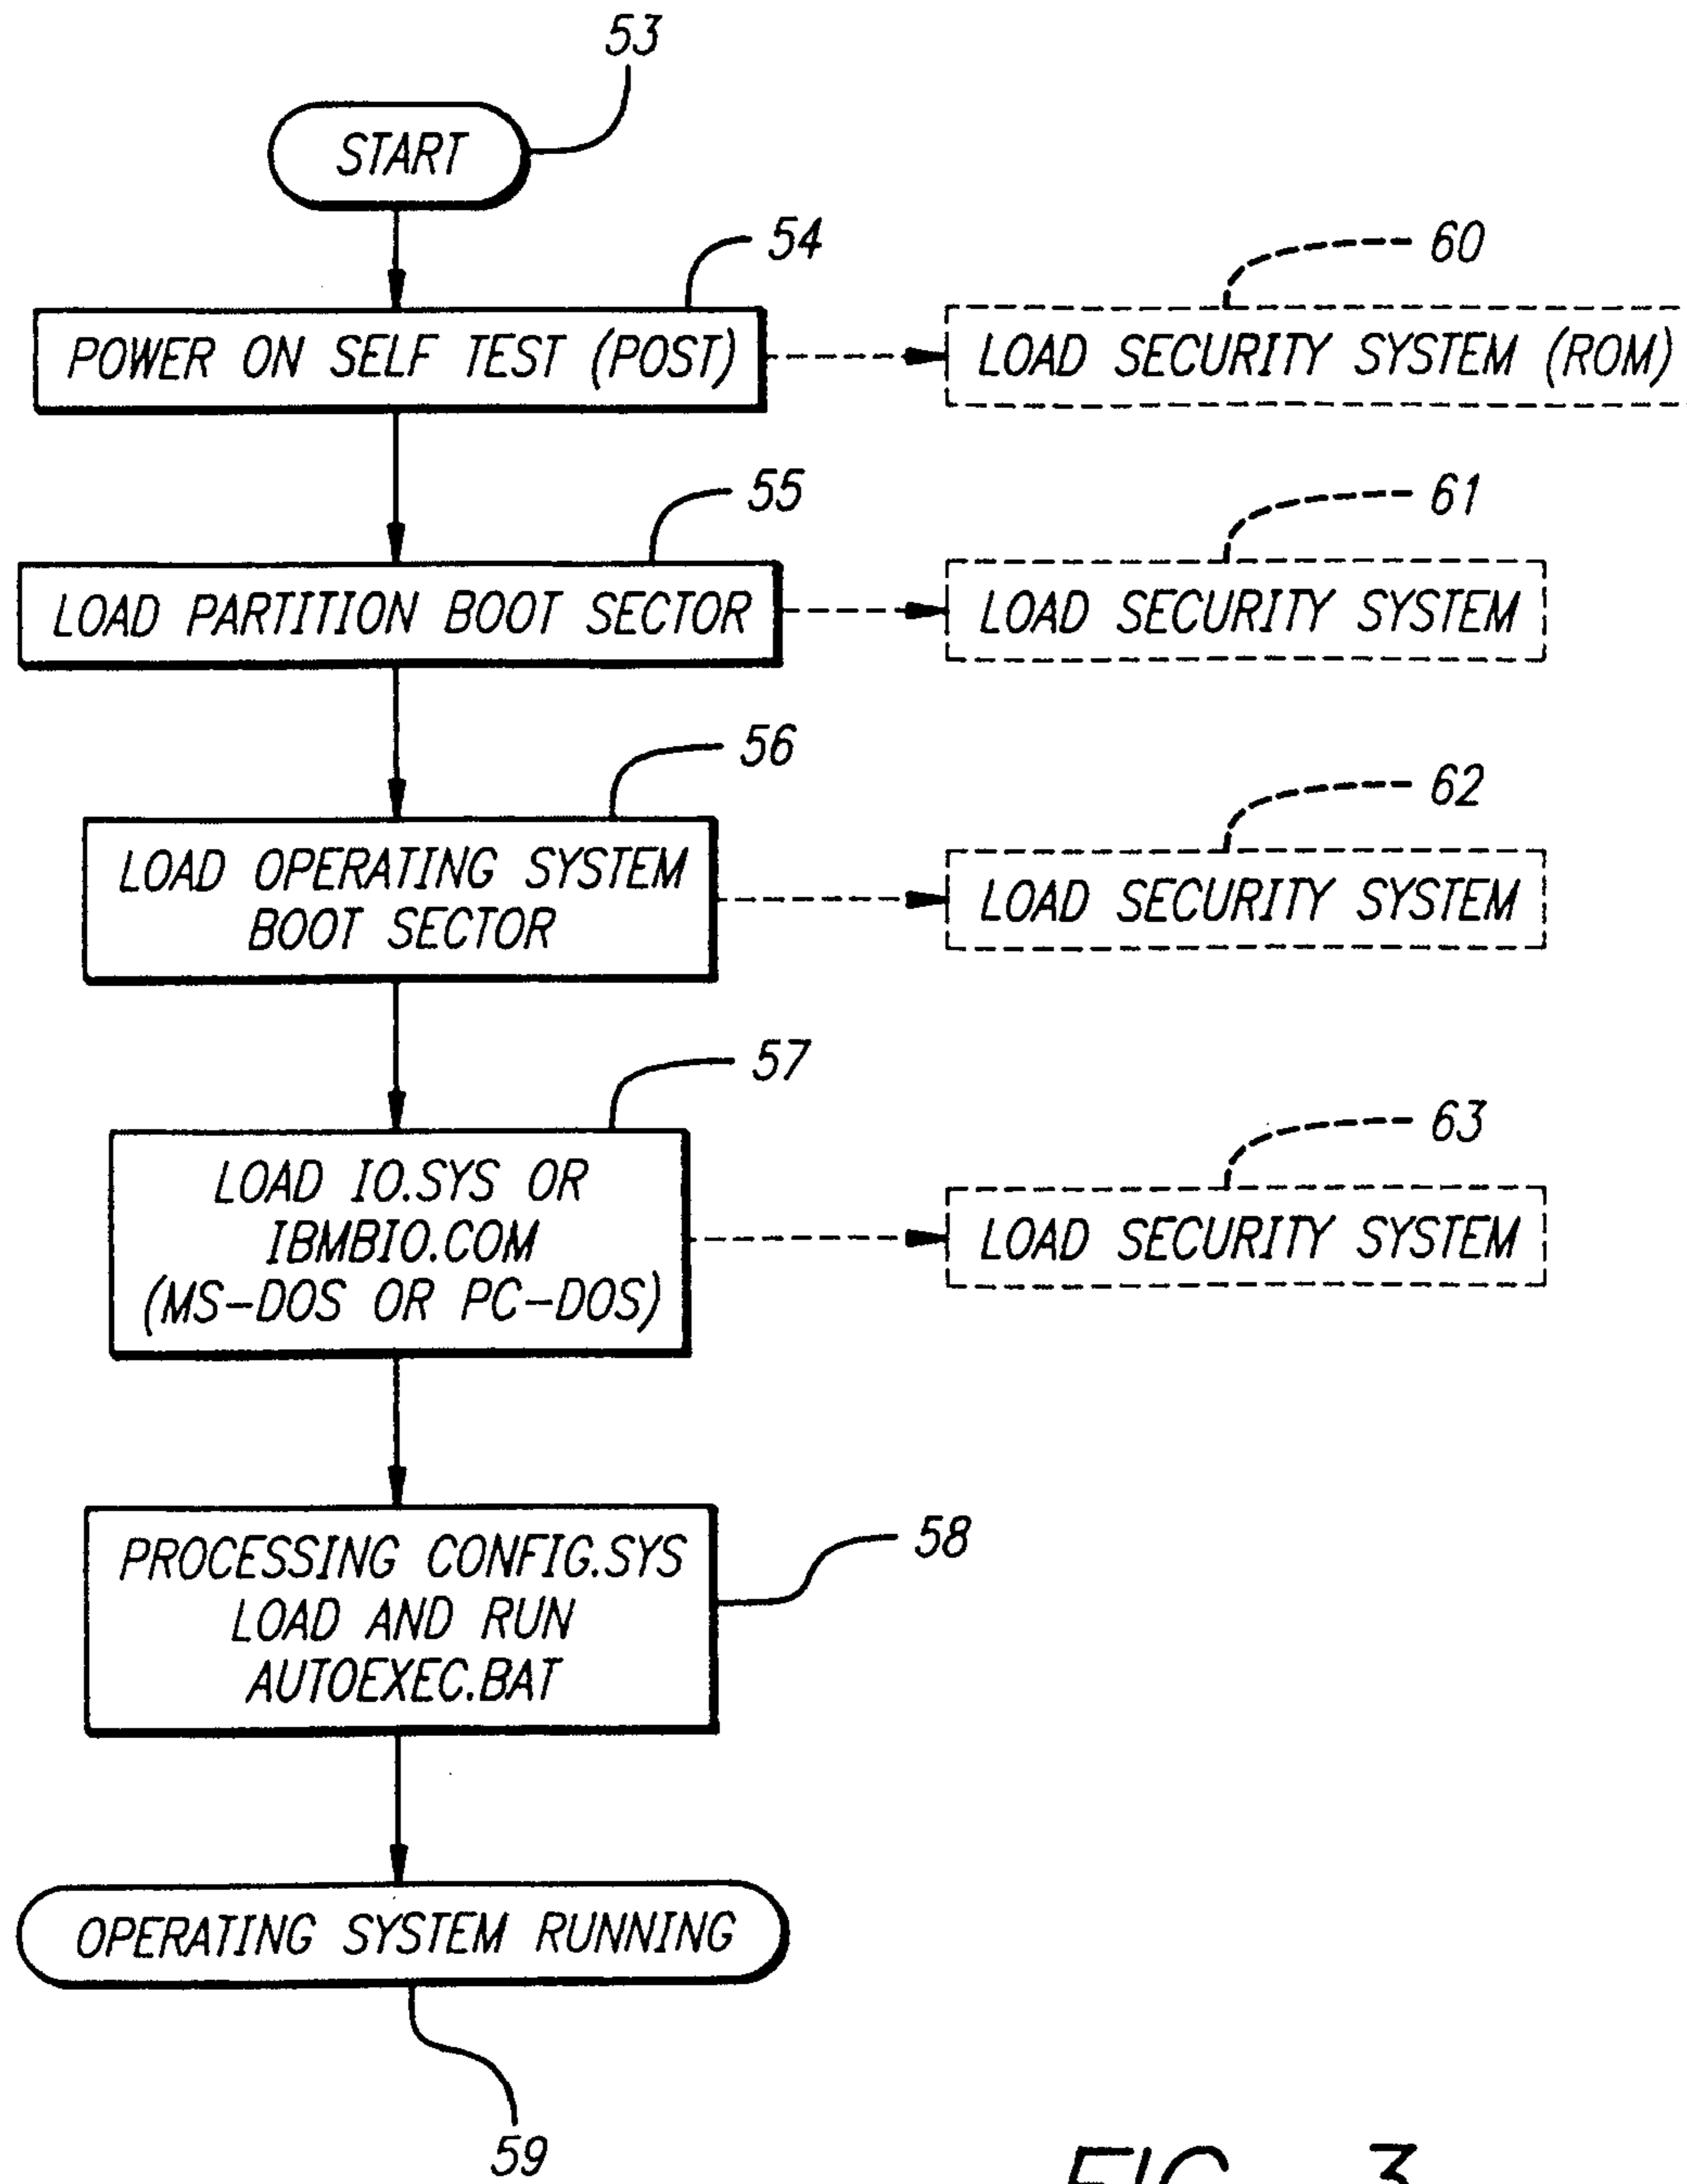 53
START
54
60
POWER ON SELF TEST (POST)
LOAD SECURITY SYSTEM (ROM)
55
61
LOAD PARTITION BOOT SECTOR
LOAD SECURITY SYSTEM
56
62
LOAD OPERATING SYSTEM
BOOT SECTOR
LOAD SECURITY SYSTEM
57
63
LOAD IO.SYS OR
IBMBIO.COM
(MS-DOS OR PC-DOS)
LOAD SECURITY SYSTEM
58
PROCESSING CONFIG.SYS
LOAD AND RUN
AUTOEXEC.BAT
OPERATING SYSTEM RUNNING
59
FIG. 3